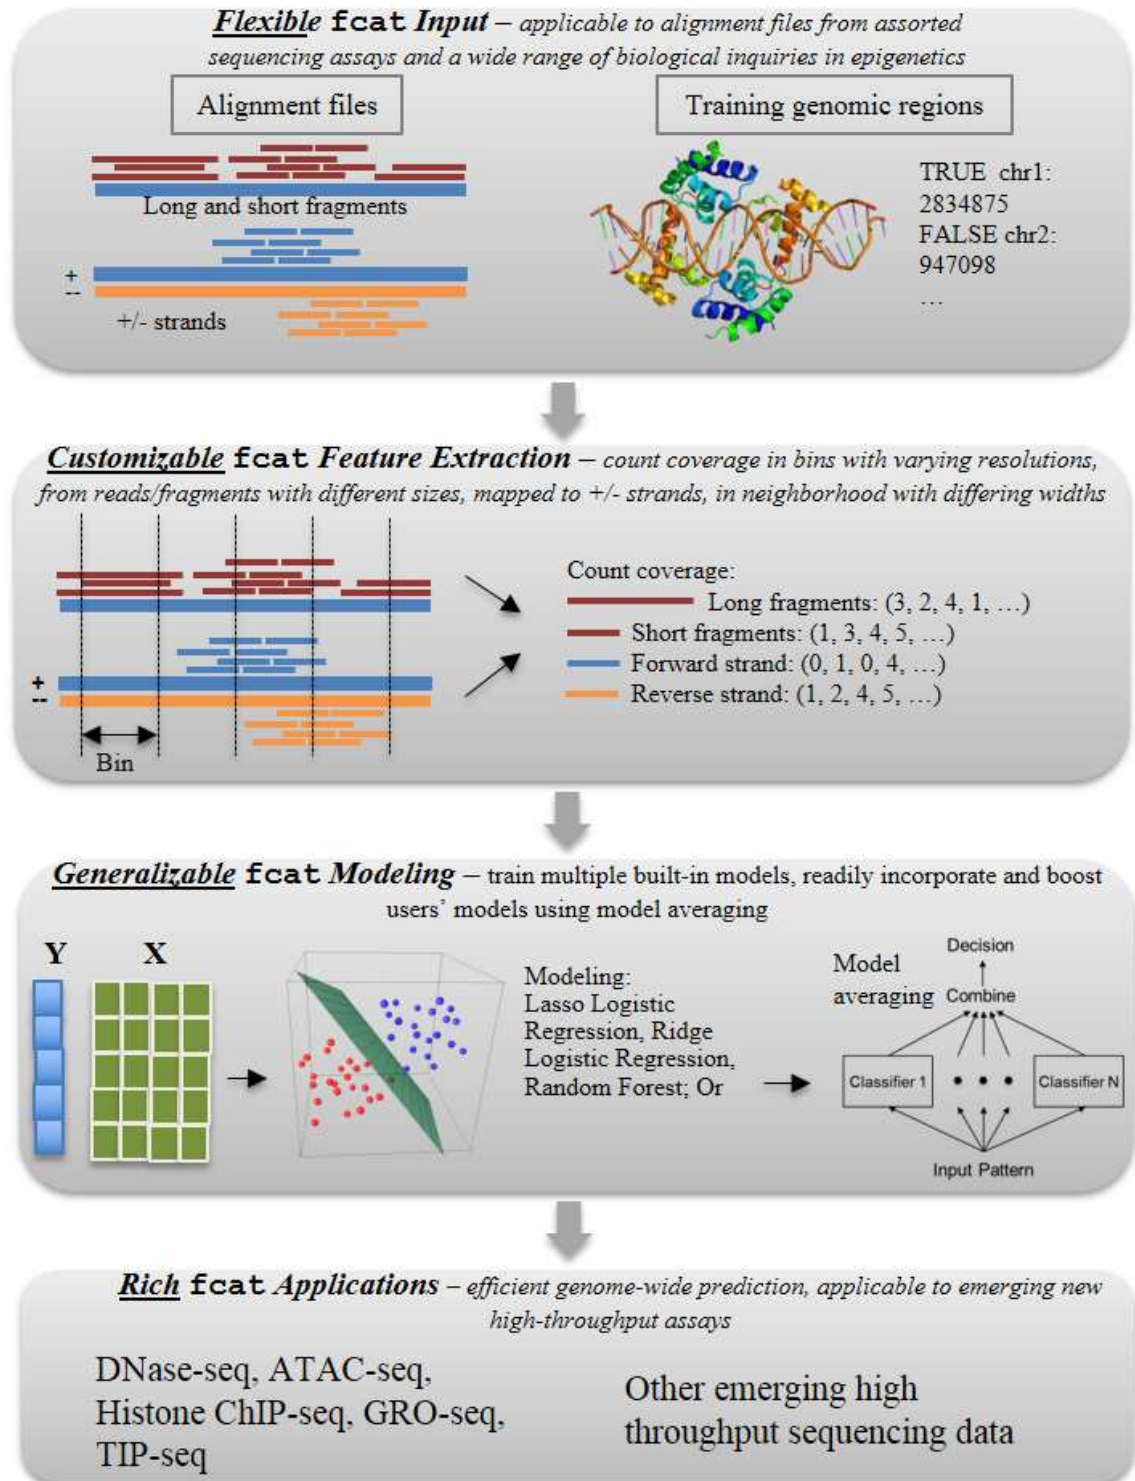 Flexible fcat Input – applicable to alignment files from assorted
sequencing assays and a wide range of biological inquiries in epigenetics
Alignment files
Training genomic regions
Long and short fragments
+
--
+/- strands
TRUE chr1:
2834875
FALSE chr2:
947098
…
Customizable fcat Feature Extraction – count coverage in bins with varying resolutions,
from reads/fragments with different sizes, mapped to +/- strands, in neighborhood with differing widths
+
--
Bin
Count coverage:
Long fragments: (3, 2, 4, 1, …)
Short fragments: (1, 3, 4, 5, …)
Forward strand: (0, 1, 0, 4, …)
Reverse strand: (1, 2, 4, 5, …)
Generalizable fcat Modeling – train multiple built-in models, readily incorporate and boost
users’ models using model averaging
Y
X
Modeling:
Lasso Logistic
Regression, Ridge
Logistic Regression,
Random Forest; Or
Model
averaging
Decision
Combine
Classifier 1
Classifier N
Input Pattern
Rich fcat Applications – efficient genome-wide prediction, applicable to emerging new
high-throughput assays
DNase-seq, ATAC-seq,
Histone ChIP-seq, GRO-seq,
TIP-seq
Other emerging high
throughput sequencing data